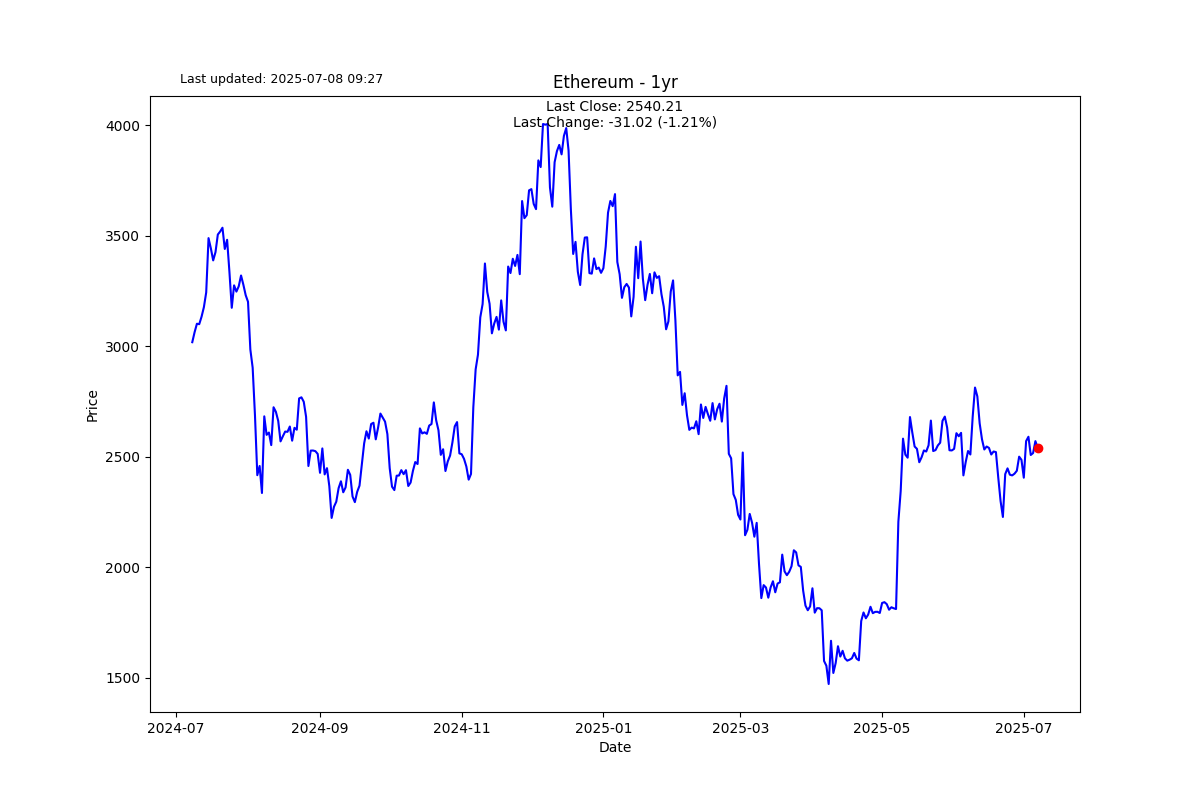 Last updated: 2025-07-08 09:27
Ethereum - 1yr
Last Close: 2540.21
Last Change: -31.02 (-1.21%)
4000
3500
3000
2500
2000
1500
Price
2024-07
2024-09
2024-11
2025-01
2025-03
2025-05
2025-07
Date